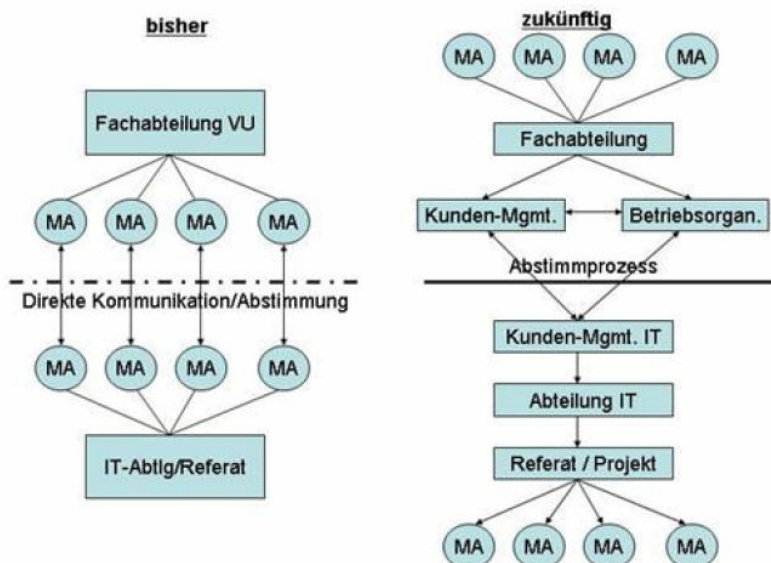 bisher
Fachabteilung VU
MA MA MA MA
Direkte Kommunikation/Abstimmung
MA MA MA MA
IT-Abtlg/Referat
zukünftig
MA MA MA MA
Fachabteilung
Kunden-Mgmt. Betriebsorgan.
Abstimmprozess
Kunden-Mgmt. IT
Abteilung IT
Referat / Projekt
MA MA MA MA